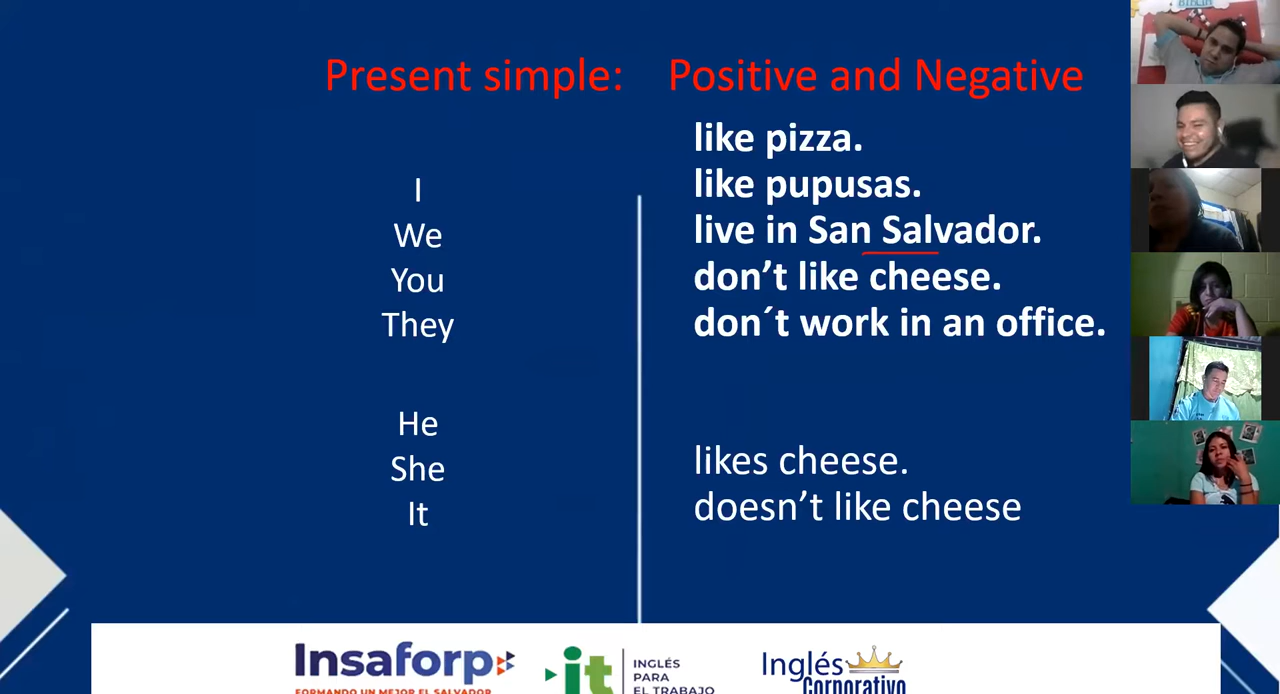 Present simple: Positive and Negative
I
We
You
They
like pizza.
like pupusas.
live in San Salvador.
don’t like cheese.
don´t work in an office.
He
She
It
likes cheese.
doesn’t like cheese
Insaforp
FORMANDO UN MEJOR EL SALVADOR
it
INGLÉS
PARA
EL TRABAJO
Inglés
Corporativo